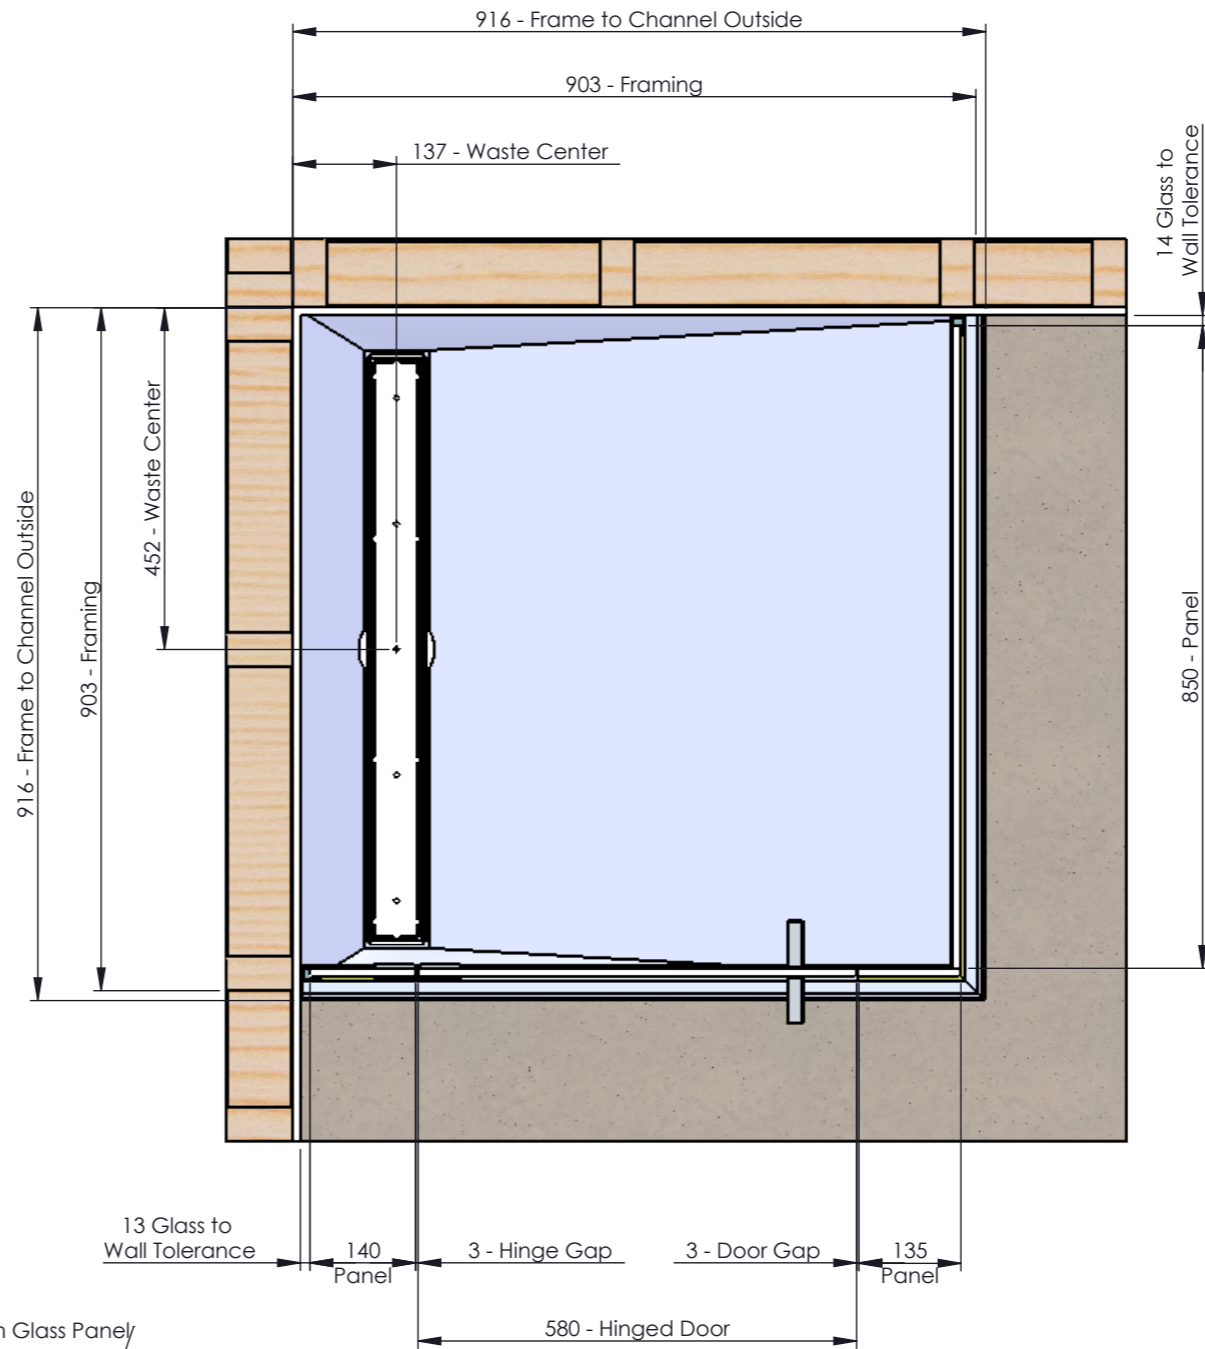 916 - Frame to Channel Outside
903 - Framing
137 - Waste Center
14 Glass to
Wall Tolerance
452 - Waste Center
903 - Framing
916 - Frame to Channel Outside
850 - Panel
13 Glass to
Wall Tolerance
140
Panel
3 - Hinge Gap
3 - Door Gap
135
Panel
580 - Hinged Door
Glass Panel